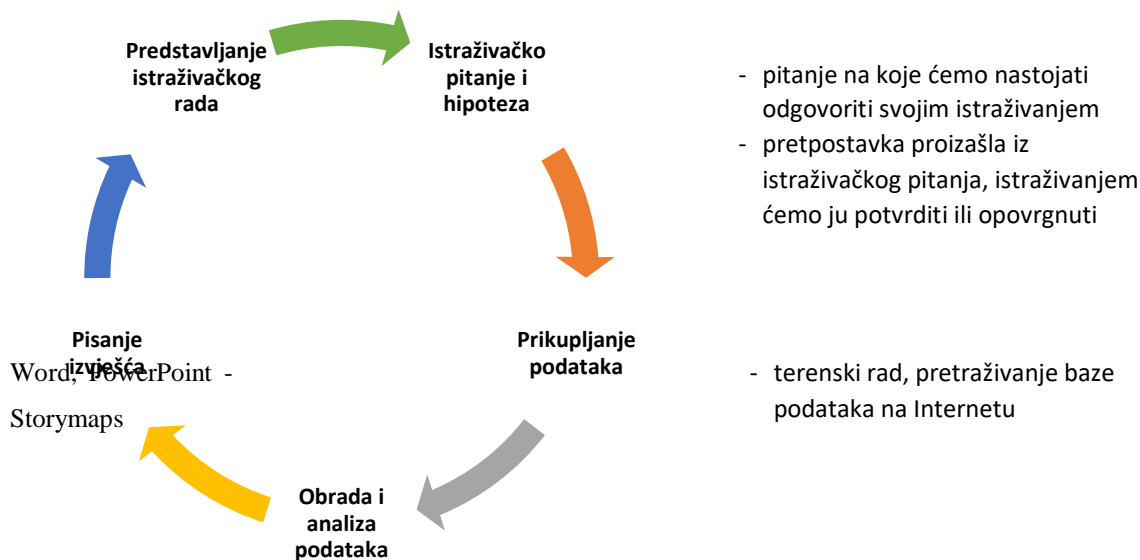 Predstavljanje
istraživačkog
rada
Istraživačko
pitanje i
hipoteza
- pitanje na koje ćemo nastojati
odgovoriti svojim istraživanjem
- pretpostavka proizašla iz
istraživačkog pitanja, istraživanjem
ćemo ju potvrditi ili opovrgnuti
Prikupljanje
podataka
- terenski rad, pretraživanje baze
podataka na Internetu
Obrada i
analiza
podataka
Pisanje
izvješća
Word, PowerPoint -
Storymaps